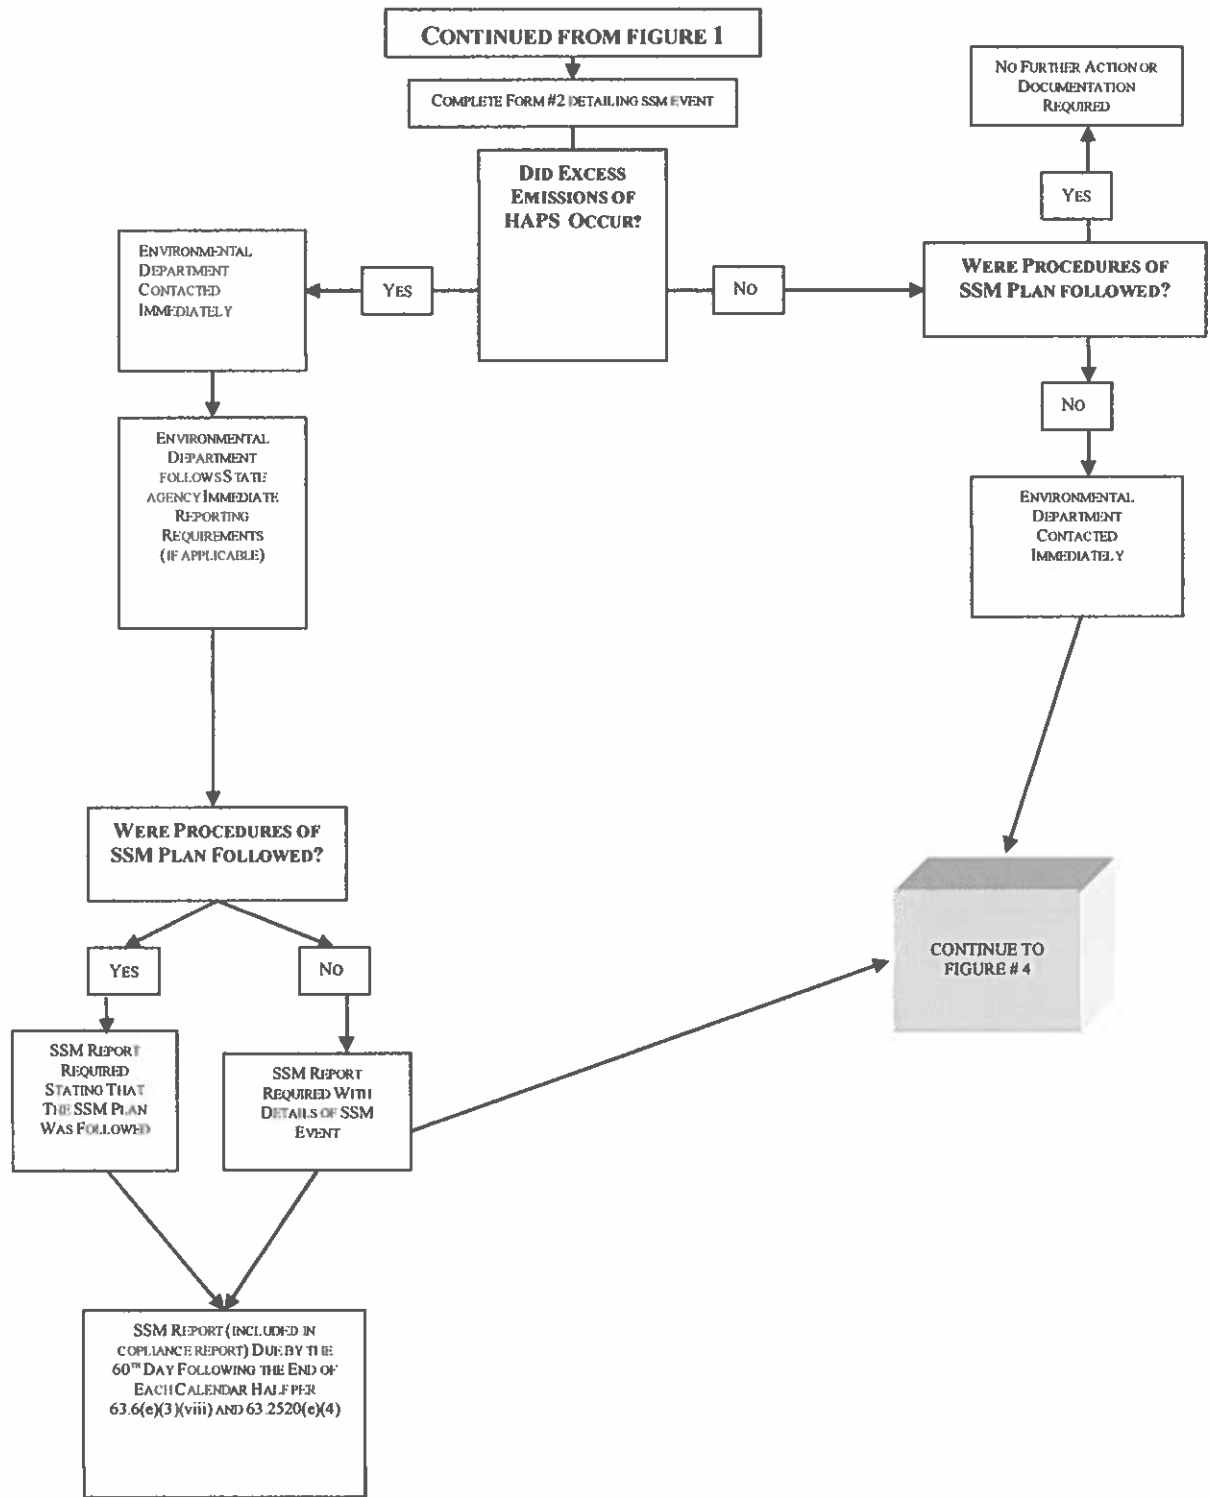 CONTINUED FROM FIGURE 1
COMPLETE FORM #2 DETAILING SSM EVENT
DID EXCESS
EMISSIONS OF
HAPS OCCUR?
NO FURTHER ACTION OR
DOCUMENTATION
REQUIRED
YES
WERE PROCEDURES OF
SSM PLAN FOLLOWED?
NO
YES
ENVIRONMENTAL
DEPARTMENT
CONTACTED
IMMEDIATELY
NO
ENVIRONMENTAL
DEPARTMENT
CONTACTED
IMMEDIATELY
ENVIRONMENTAL
DEPARTMENT
FOLLOWS STATE
AGENCY IMMEDIATE
REPORTING
REQUIREMENTS
(IF APPLICABLE)
WERE PROCEDURES OF
SSM PLAN FOLLOWED?
YES
NO
SSM REPORT
REQUIRED
STATING THAT
THE SSM PLAN
WAS FOLLOWED
SSM REPORT
REQUIRED WITH
DETAILS OF SSM
EVENT
CONTINUE TO
FIGURE # 4
SSM REPORT (INCLUDED IN
COPLIANCE REPORT) DUE BY THE
60TH DAY FOLLOWING THE END OF
EACH CALENDAR HALF PER
63.6(e)(3)(viii) AND 63.2520(e)(4)